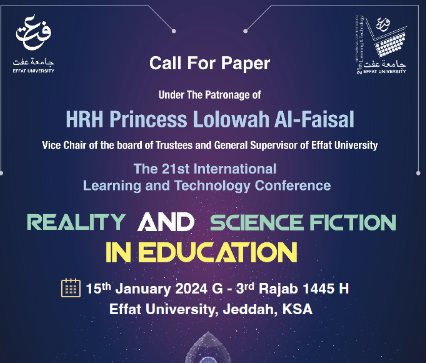 جامعة عفت
EFFAT UNIVERSITY
جامعة عفت
EFFAT UNIVERSITY
Call For Paper
Under The Patronage of
HRH Princess Lolowah Al-Faisal
Vice Chair of the board of Trustees and General Supervisor of Effat University
The 21st International
Learning and Technology Conference
REALITY AND SCIENCE FICTION
IN EDUCATION
15th January 2024 G - 3rd Rajab 1445 H
Effat University, Jeddah, KSA